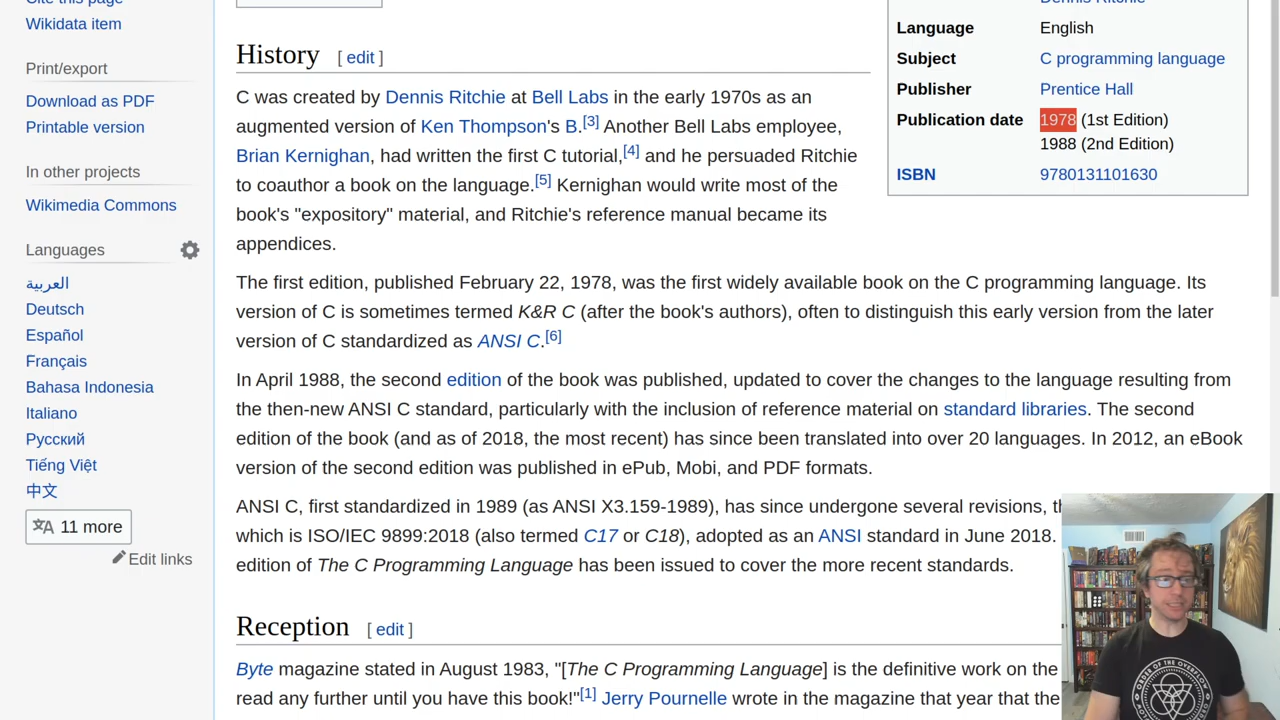 Cite this page
Wikidata item
Print/export
Download as PDF
Printable version
In other projects
Wikimedia Commons
Languages
العربية
Deutsch
Español
Français
Bahasa Indonesia
Italiano
Русский
Tiếng Việt
中文
11 more
Edit links
History [ edit ]
C was created by Dennis Ritchie at Bell Labs in the early 1970s as an
augmented version of Ken Thompson's B.[3] Another Bell Labs employee,
Brian Kernighan, had written the first C tutorial,[4] and he persuaded Ritchie
to coauthor a book on the language.[5] Kernighan would write most of the
book's "expository" material, and Ritchie's reference manual became its
appendices.
The first edition, published February 22, 1978, was the first widely available book on the C programming language. Its
version of C is sometimes termed K&R C (after the book's authors), often to distinguish this early version from the later
version of C standardized as ANSI C.[6]
In April 1988, the second edition of the book was published, updated to cover the changes to the language resulting from
the then-new ANSI C standard, particularly with the inclusion of reference material on standard libraries. The second
edition of the book (and as of 2018, the most recent) has since been translated into over 20 languages. In 2012, an eBook
version of the second edition was published in ePub, Mobi, and PDF formats.
ANSI C, first standardized in 1989 (as ANSI X3.159-1989), has since undergone several revisions,
which is ISO/IEC 9899:2018 (also termed C17 or C18), adopted as an ANSI standard in June 2018.
edition of The C Programming Language has been issued to cover the more recent standards.
Reception [ edit ]
Byte magazine stated in August 1983, "[The C Programming Language] is the definitive work on the
read any further until you have this book!"[1] Jerry Pournelle wrote in the magazine that year that the
Dennis Ritchie
Language English
Subject C programming language
Publisher Prentice Hall
Publication date 1978 (1st Edition)
1988 (2nd Edition)
ISBN 9780131101630